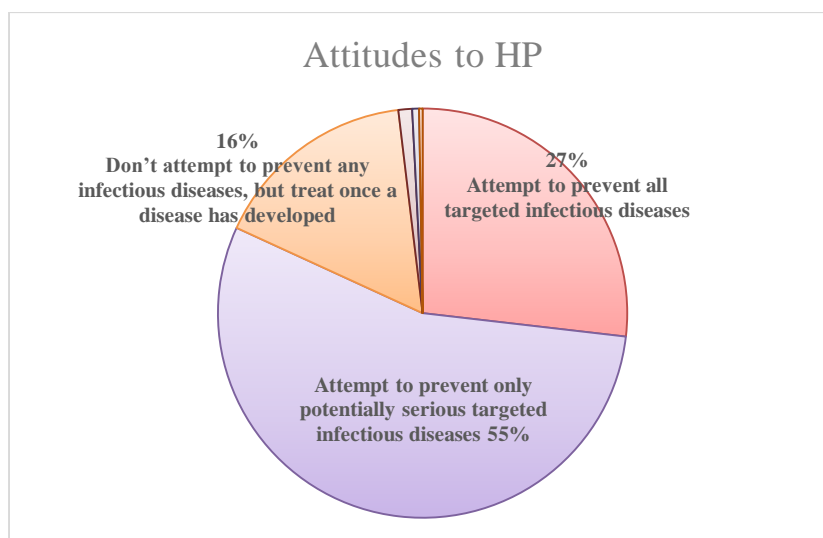 Attitudes to HP
16%
Don’t attempt to prevent any
infectious diseases, but treat once a
disease has developed
27%
Attempt to prevent all
targeted infectious diseases
Attempt to prevent only
potentially serious targeted
infectious diseases 55%